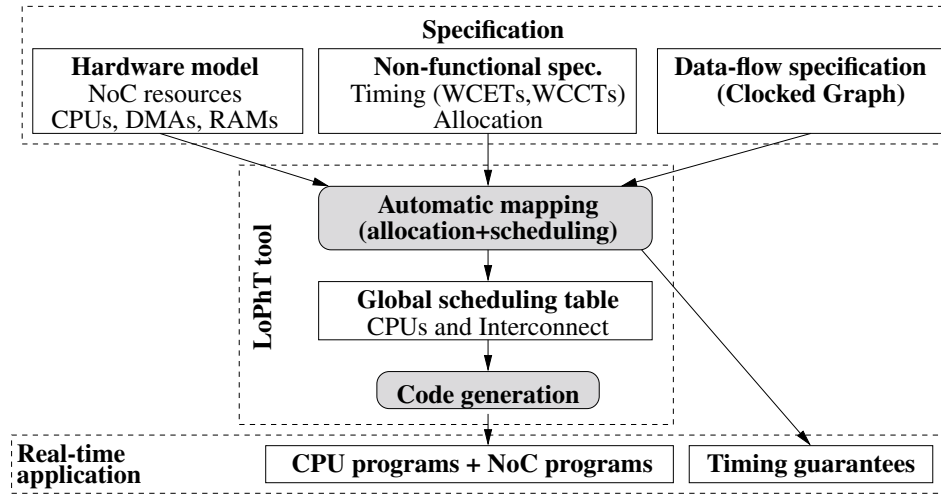 Specification
Hardware model
NoC resources
CPUs, DMAs, RAMs
Non-functional spec.
Timing (WCETs,WCCTs)
Allocation
Data-flow specification
(Clocked Graph)
LoPhT tool
Automatic mapping
(allocation+scheduling)
Global scheduling table
CPUs and Interconnect
Code generation
Real-time
application
CPU programs + NoC programs
Timing guarantees